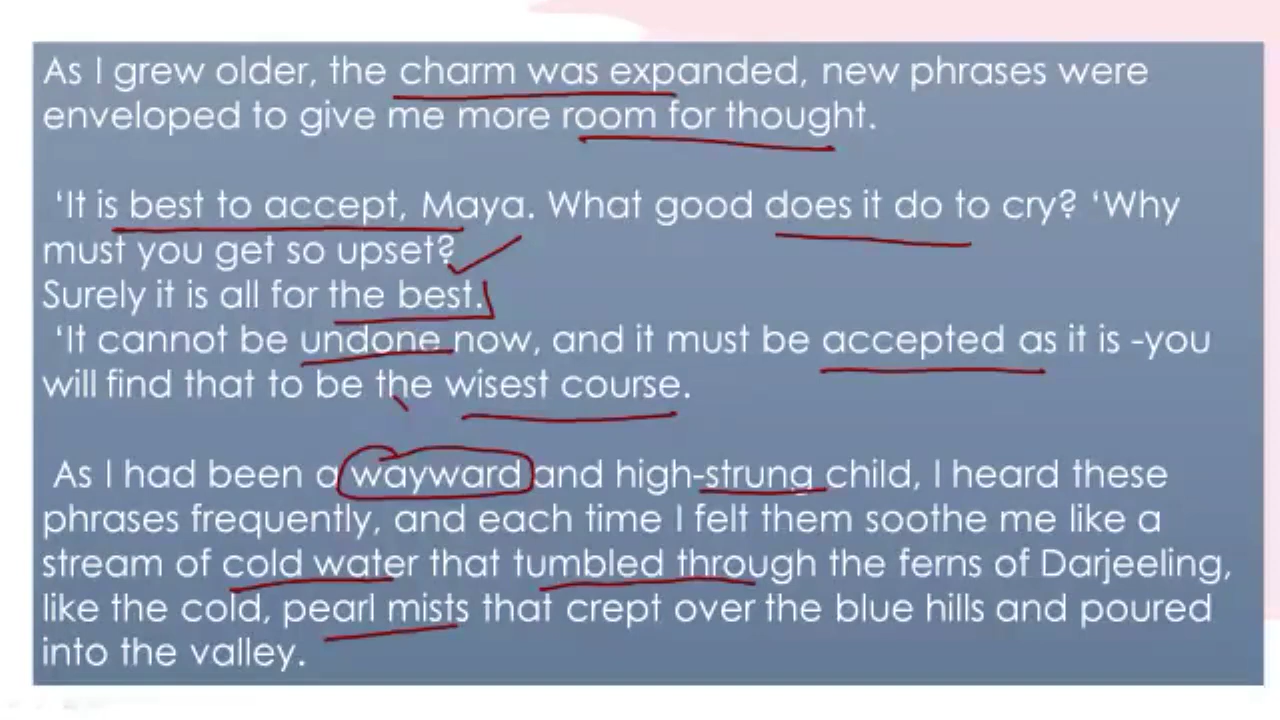 As I grew older, the charm was expanded, new phrases were
enveloped to give me more room for thought.
‘It is best to accept, Maya. What good does it do to cry? ‘Why
must you get so upset?
Surely it is all for the best.
‘It cannot be undone now, and it must be accepted as it is -you
will find that to be the wisest course.
As I had been a wayward and high-strung child, I heard these
phrases frequently, and each time I felt them soothe me like a
stream of cold water that tumbled through the ferns of Darjeeling,
like the cold, pearl mists that crept over the blue hills and poured
into the valley.